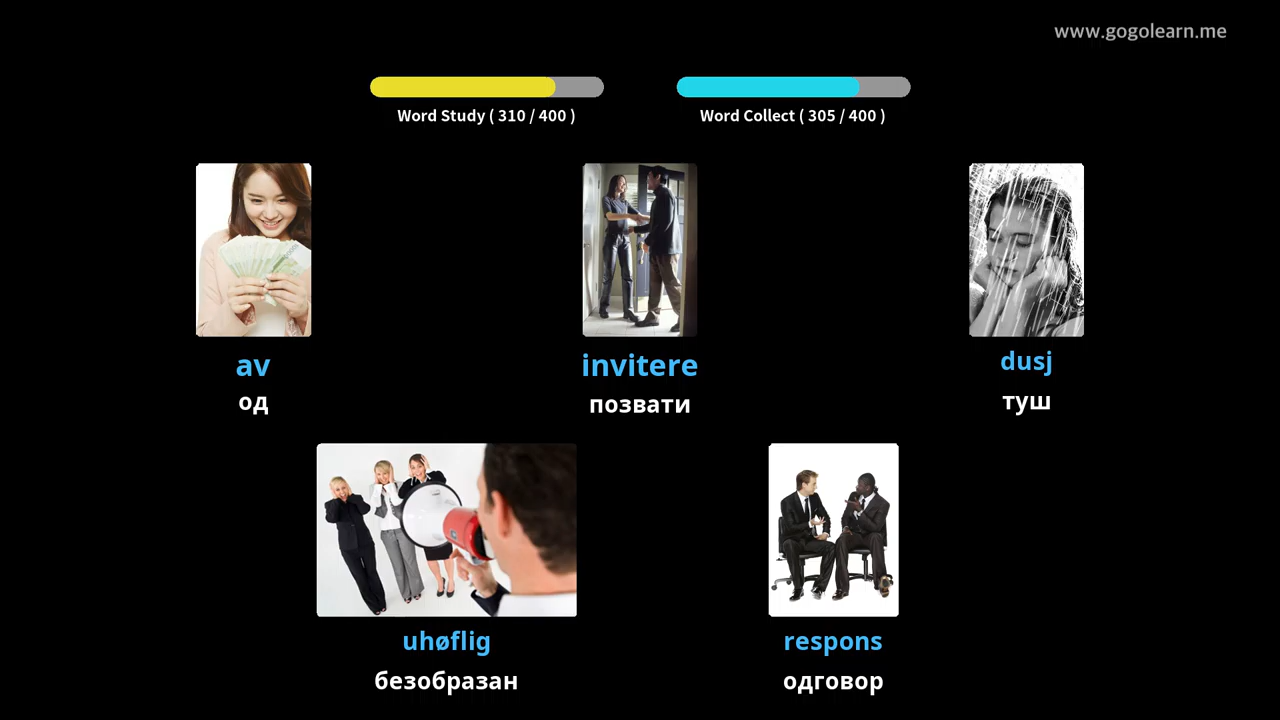 www.gogolearn.me
Word Study ( 310 / 400 )
Word Collect ( 305 / 400 )
av
од
invitere
позвати
dusj
туш
uhøflig
безобразан
respons
одговор